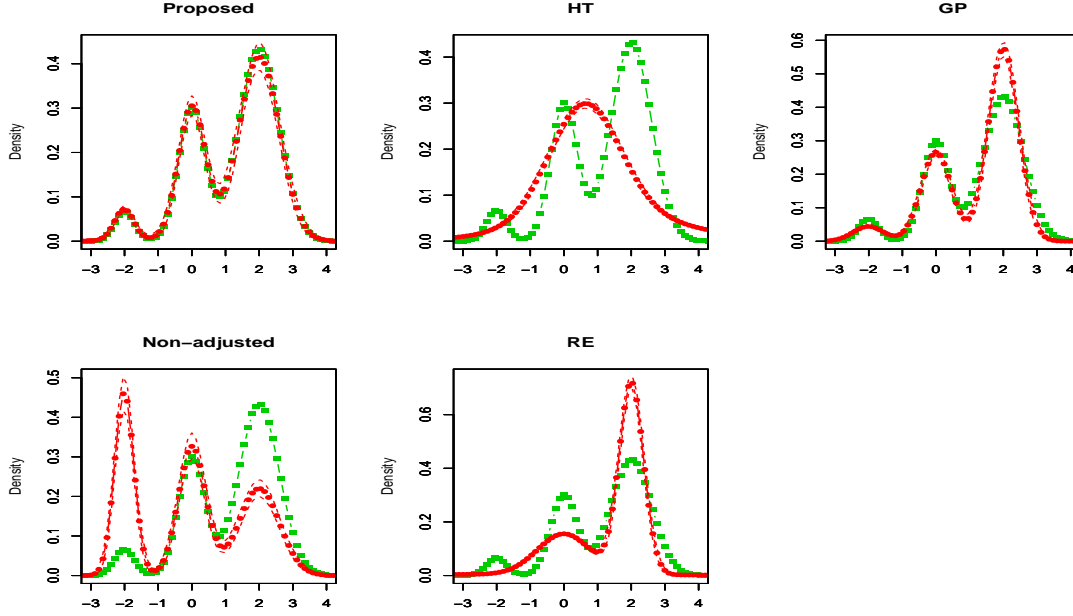 Proposed
HT
GP
Density
0.0 0.1 0.2 0.3 0.4
−3 −2 −1 0 1 2 3 4
Density
0.0 0.1 0.2 0.3 0.4
−3 −2 −1 0 1 2 3 4
Density
0.0 0.1 0.2 0.3 0.4 0.5 0.6
−3 −2 −1 0 1 2 3 4
Non−adjusted
RE
Density
0.0 0.1 0.2 0.3 0.4 0.5
−3 −2 −1 0 1 2 3 4
Density
0.0 0.2 0.4 0.6
−3 −2 −1 0 1 2 3 4